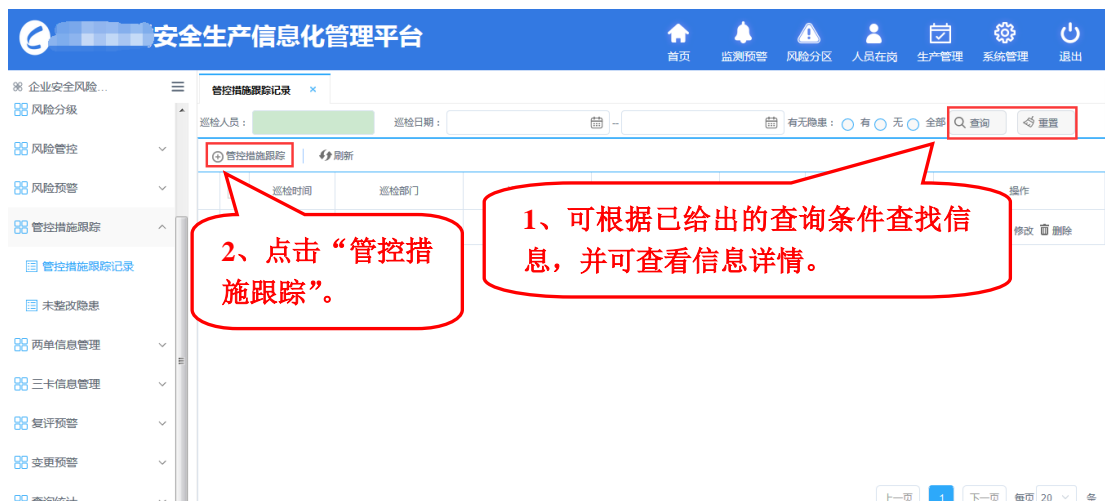 安全生产信息化管理平台
首页 监测预警 风险分区 人员在岗 生产管理 系统管理 退出
企业安全风险...
管控措施跟踪记录 ×
风险分级
巡检人员： 巡检日期： -- 有无隐患： 有 无 全部 查询 重置
风险管控
管控措施跟踪 刷新
风险预警
巡检时间 巡检部门 操作
管控措施跟踪
修改 删除
1、可根据已给出的查询条件查找信
息，并可查看信息详情。
2、点击“管控措
施跟踪”。
管控措施跟踪记录
未整改隐患
两单信息管理
三卡信息管理
复评预警
变更预警
查询统计
上一页 1 下一页 每页 20 条